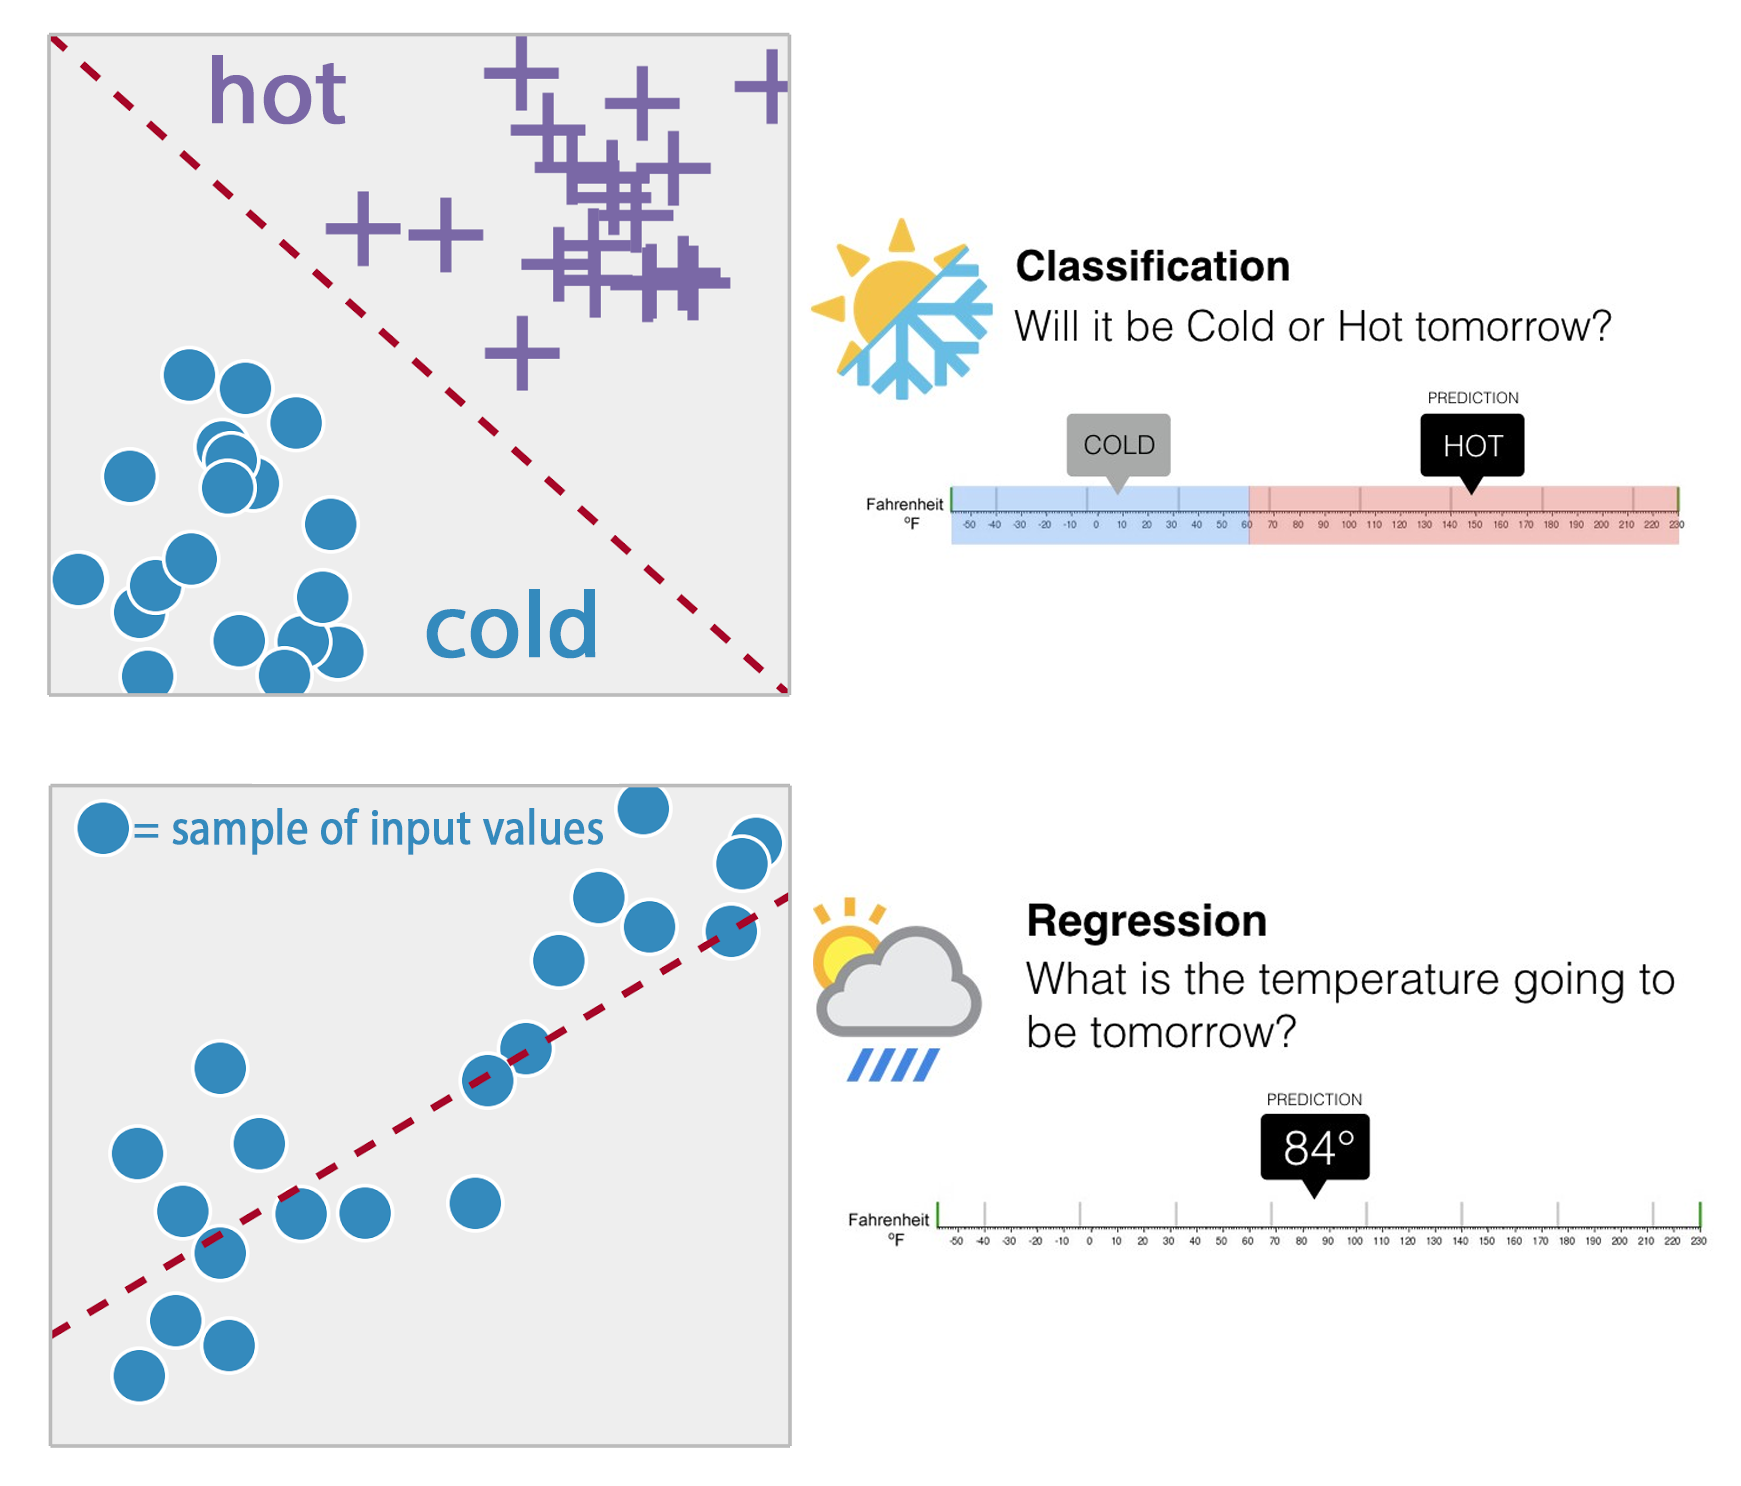 hot
cold
Classification
Will it be Cold or Hot tomorrow?
PREDICTION
COLD
HOT
Fahrenheit
ºF
-50 -40 -30 -20 -10 0 10 20 30 40 50 60 70 80 90 100 110 120 130 140 150 160 170 180 190 200 210 220 230
= sample of input values
Regression
What is the temperature going to
be tomorrow?
PREDICTION
84°
Fahrenheit
ºF
-50 -40 -30 -20 -10 0 10 20 30 40 50 60 70 80 90 100 110 120 130 140 150 160 170 180 190 200 210 220 230